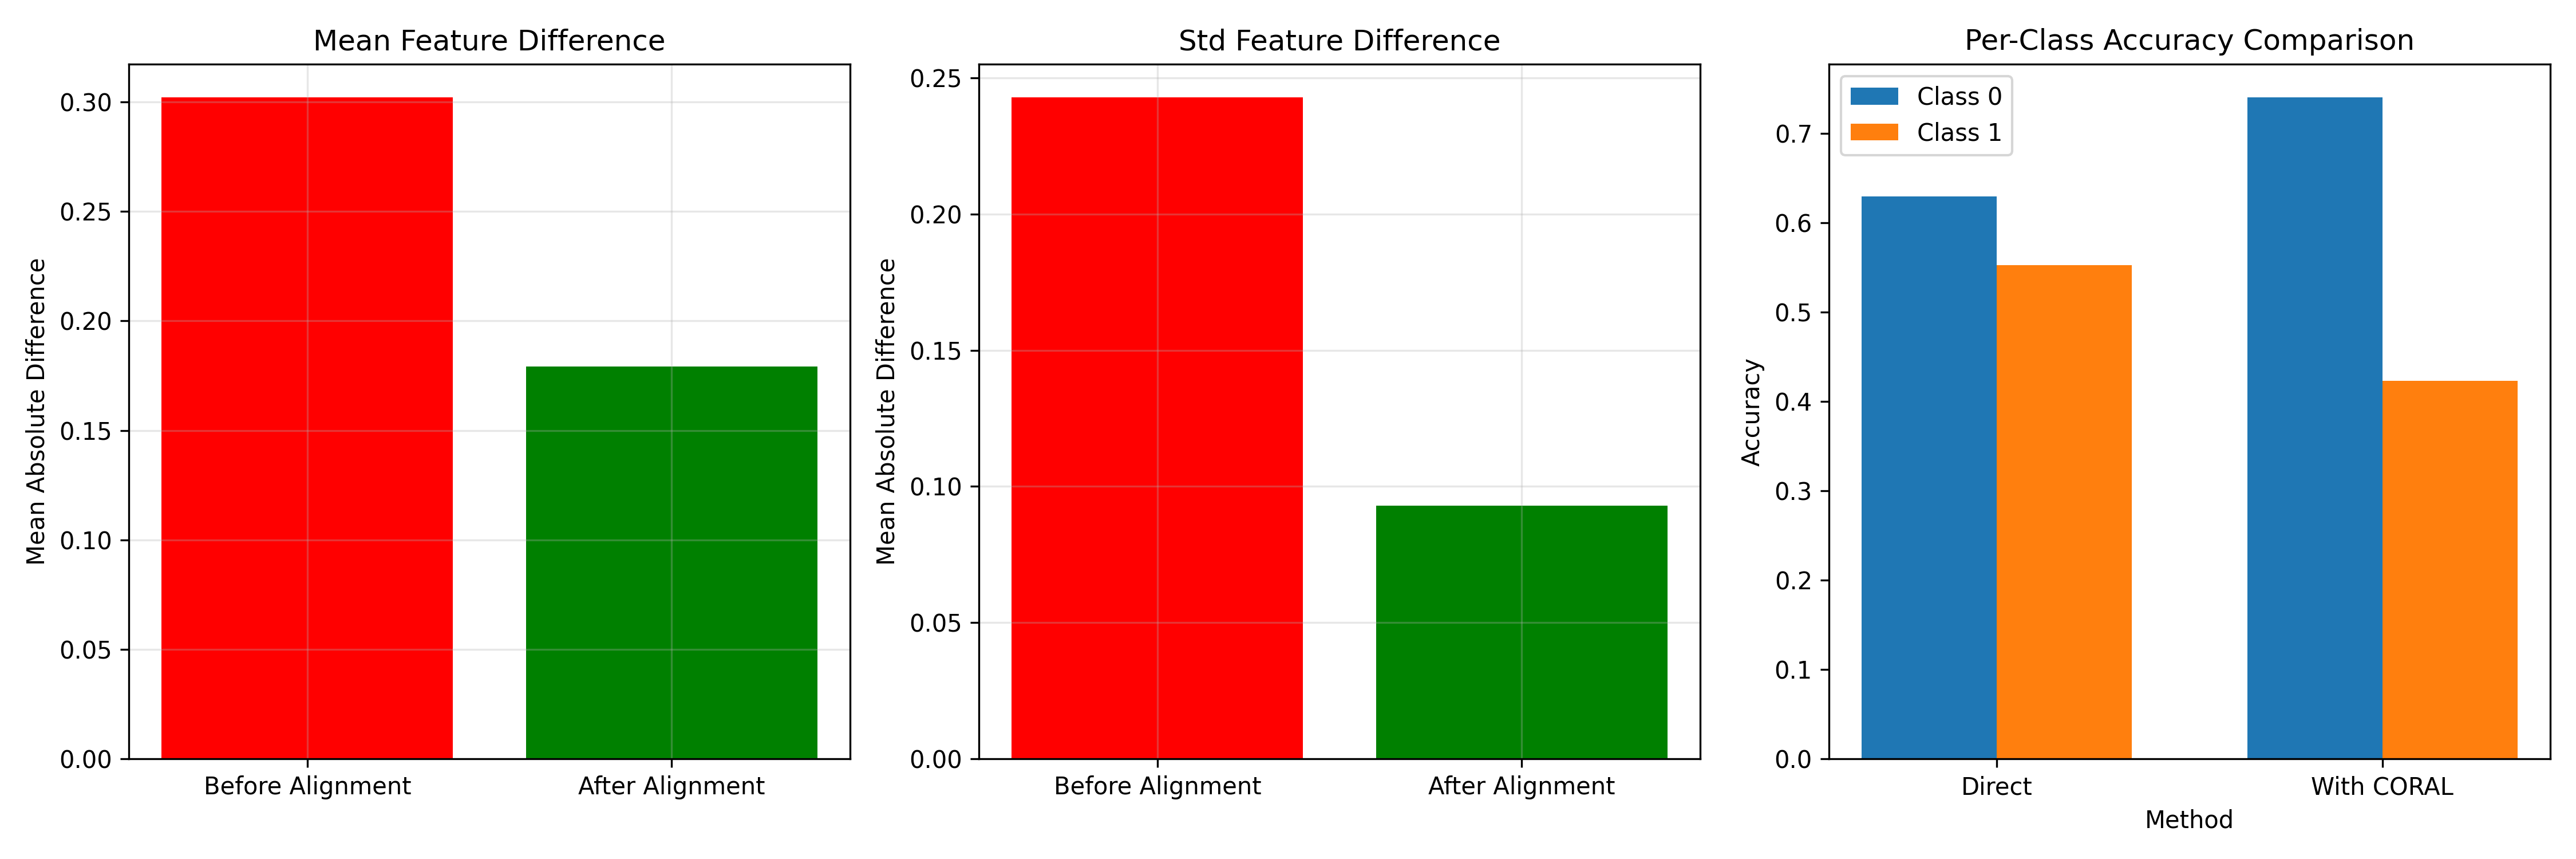 Mean Feature Difference
Mean Absolute Difference
0.30
0.25
0.20
0.15
0.10
0.05
0.00
Before Alignment
After Alignment
Std Feature Difference
Mean Absolute Difference
0.25
0.20
0.15
0.10
0.05
0.00
Before Alignment
After Alignment
Per-Class Accuracy Comparison
Class 0
Class 1
Accuracy
0.7
0.6
0.5
0.4
0.3
0.2
0.1
0.0
Direct
With CORAL
Method